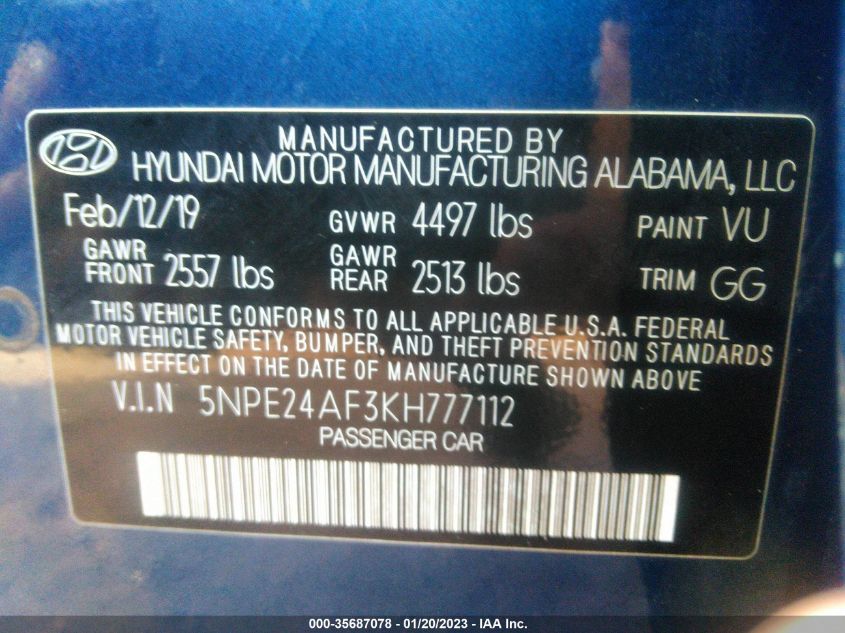 MANUFACTURED BY
HYUNDAI MOTOR MANUFACTURING ALABAMA, LLC
Feb/12/19 GVWR 4497 lbs PAINT VU
GAWR FRONT 2557 lbs GAWR REAR 2513 lbs TRIM GG
THIS VEHICLE CONFORMS TO ALL APPLICABLE U.S.A. FEDERAL
MOTOR VEHICLE SAFETY, BUMPER, AND THEFT PREVENTION STANDARDS
IN EFFECT ON THE DATE OF MANUFACTURE SHOWN ABOVE
V.I.N 5NPE24AF3KH777112
PASSENGER CAR
000-35687078 - 01/20/2023 - IAA Inc.